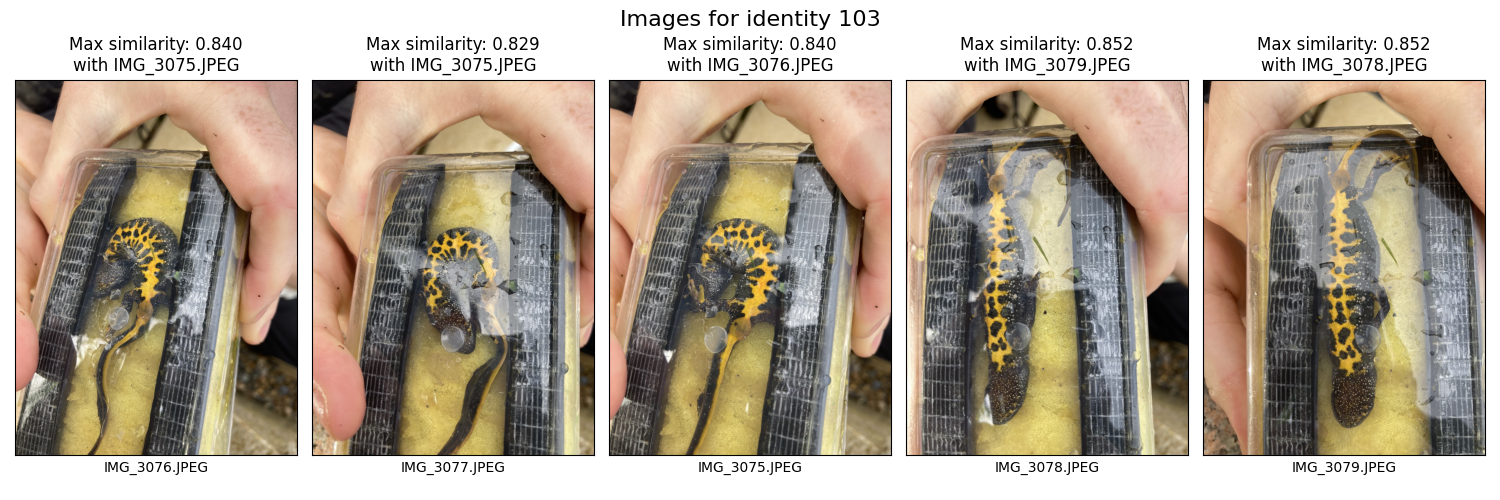 Images for identity 103
Max similarity: 0.840
with IMG_3075.JPEG
Max similarity: 0.829
with IMG_3075.JPEG
Max similarity: 0.840
with IMG_3076.JPEG
Max similarity: 0.852
with IMG_3079.JPEG
Max similarity: 0.852
with IMG_3078.JPEG
IMG_3076.JPEG
IMG_3077.JPEG
IMG_3075.JPEG
IMG_3078.JPEG
IMG_3079.JPEG